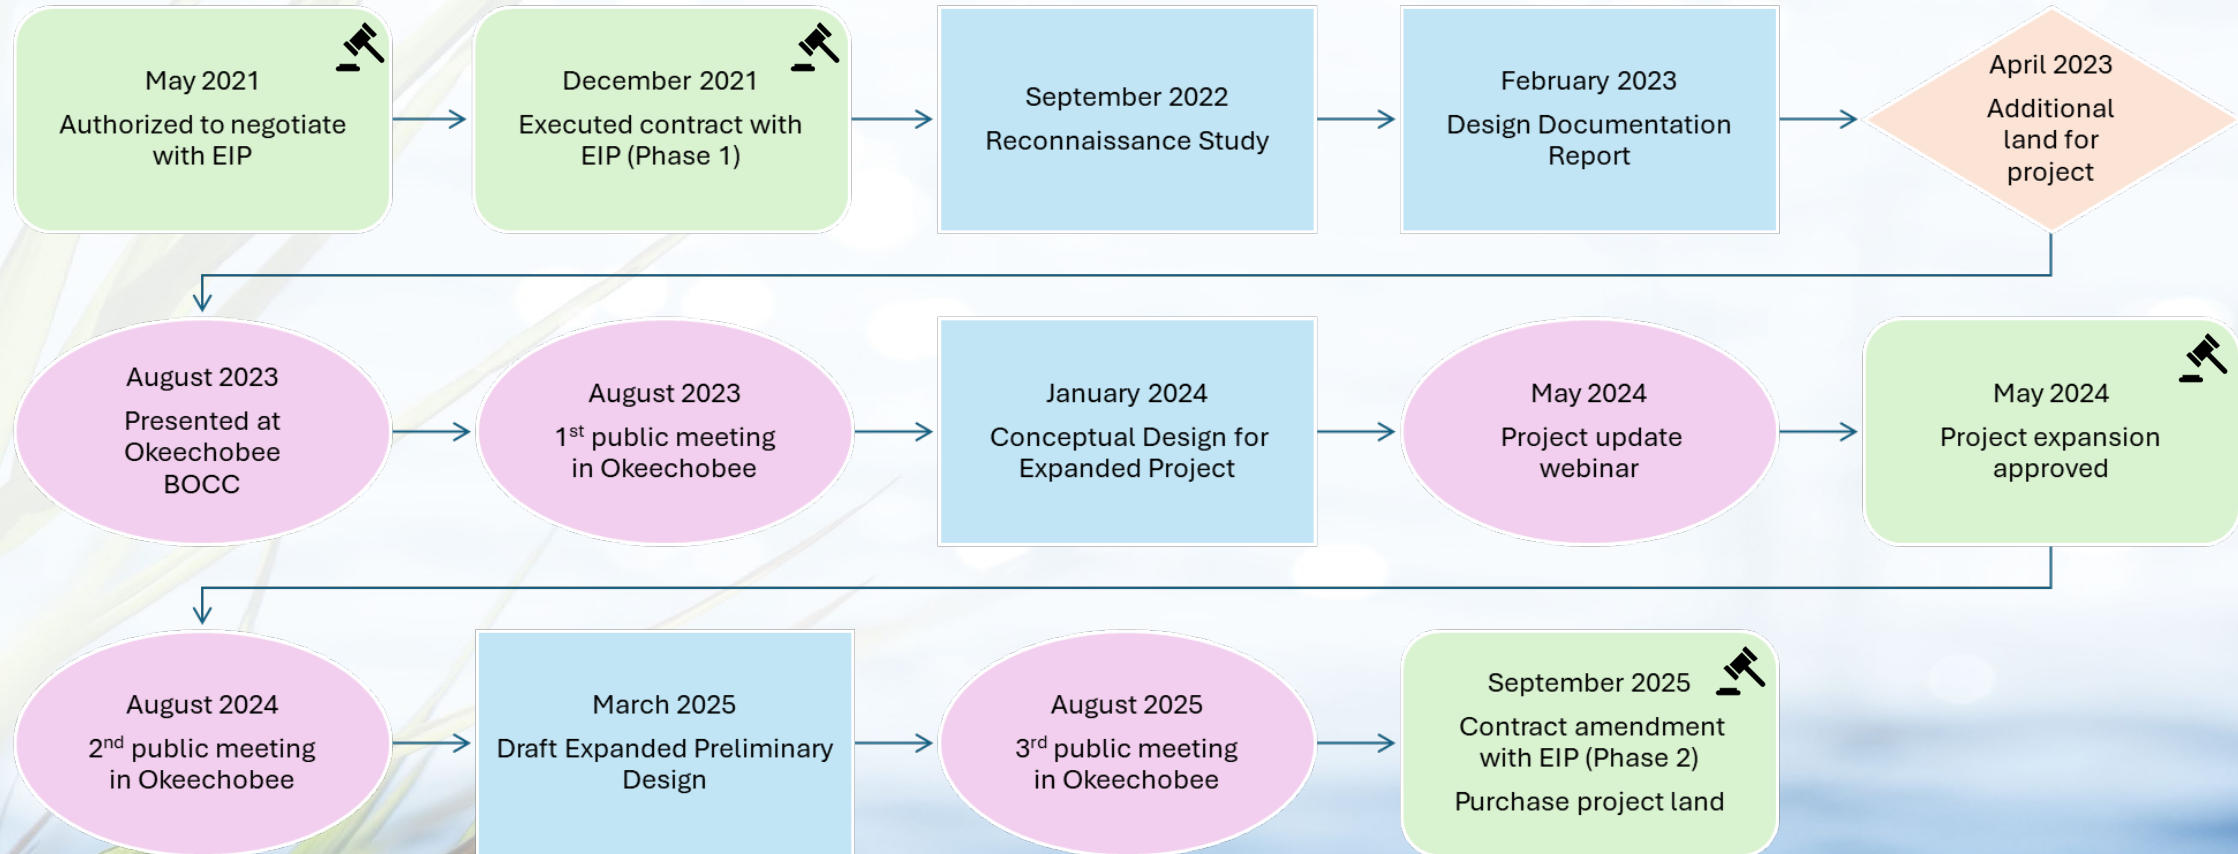 May 2021
Authorized to negotiate
with EIP
December 2021
Executed contract with
EIP (Phase 1)
September 2022
Reconnaissance Study
February 2023
Design Documentation
Report
April 2023
Additional
land for
project
August 2023
Presented at
Okeechobee
BOCC
August 2023
1st public meeting
in Okeechobee
January 2024
Conceptual Design for
Expanded Project
May 2024
Project update
webinar
May 2024
Project expansion
approved
August 2024
2nd public meeting
in Okeechobee
March 2025
Draft Expanded Preliminary
Design
August 2025
3rd public meeting
in Okeechobee
September 2025
Contract amendment
with EIP (Phase 2)
Purchase project land